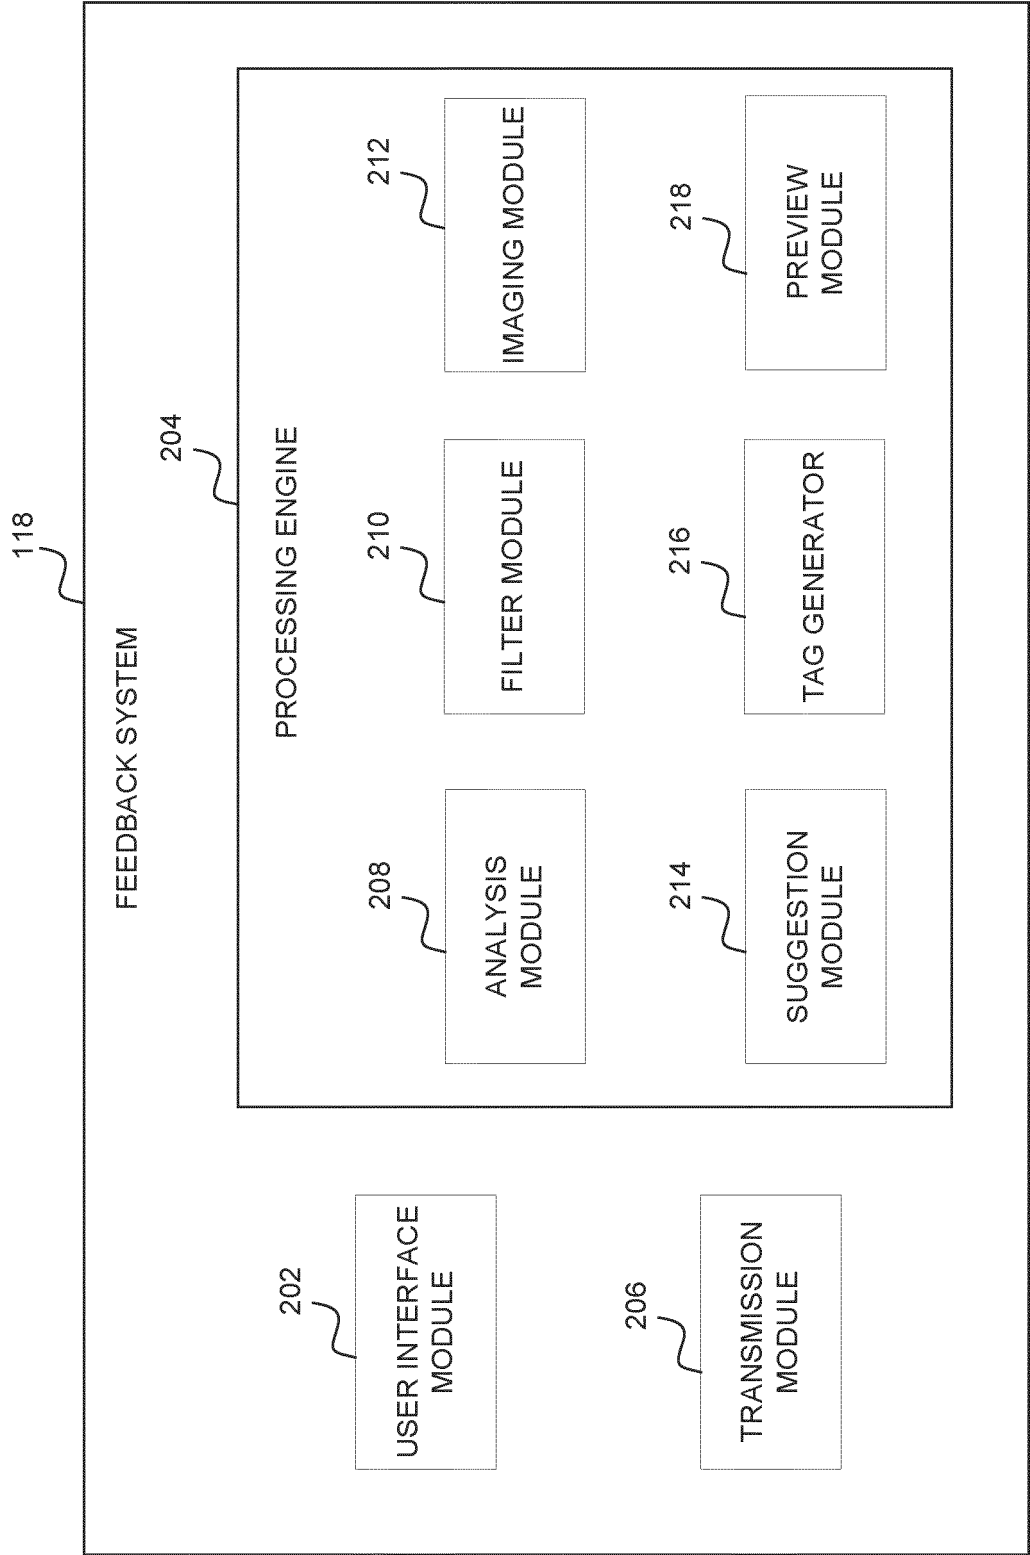 118
FEEDBACK SYSTEM
204
PROCESSING ENGINE
202
USER INTERFACE
MODULE
208
ANALYSIS
MODULE
210
FILTER MODULE
212
IMAGING MODULE
206
TRANSMISSION
MODULE
214
SUGGESTION
MODULE
216
TAG GENERATOR
218
PREVIEW
MODULE